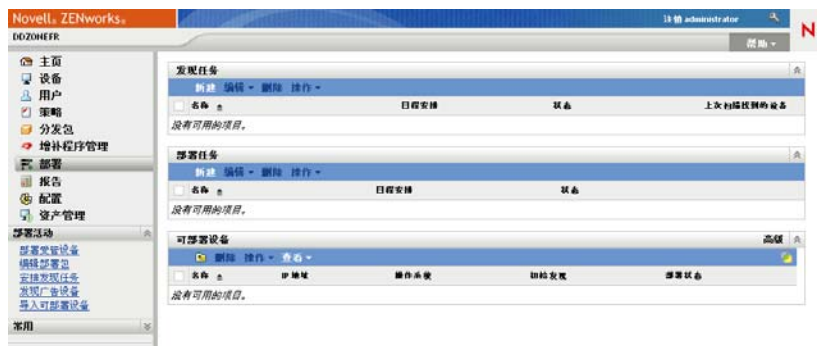 Novell® ZENworks®
注销 administrator
DDZONEFR
帮助
N
主页
设备
用户
策略
分发包
增补程序管理
部署
报告
配置
资产管理
部署活动
部署受管设备
编辑部署包
安排发现任务
发现广告设备
导入可部署设备
常用
发现任务
新建 编辑 删除 操作
名称 日程安排 状态 上次扫描找到的设备
没有可用的项目。
部署任务
新建 编辑 删除 操作
名称 日程安排 状态
没有可用的项目。
可部署设备 高级
删除 操作 查看
名称 IP 地址 操作系统 初始发现 部署状态
没有可用的项目。